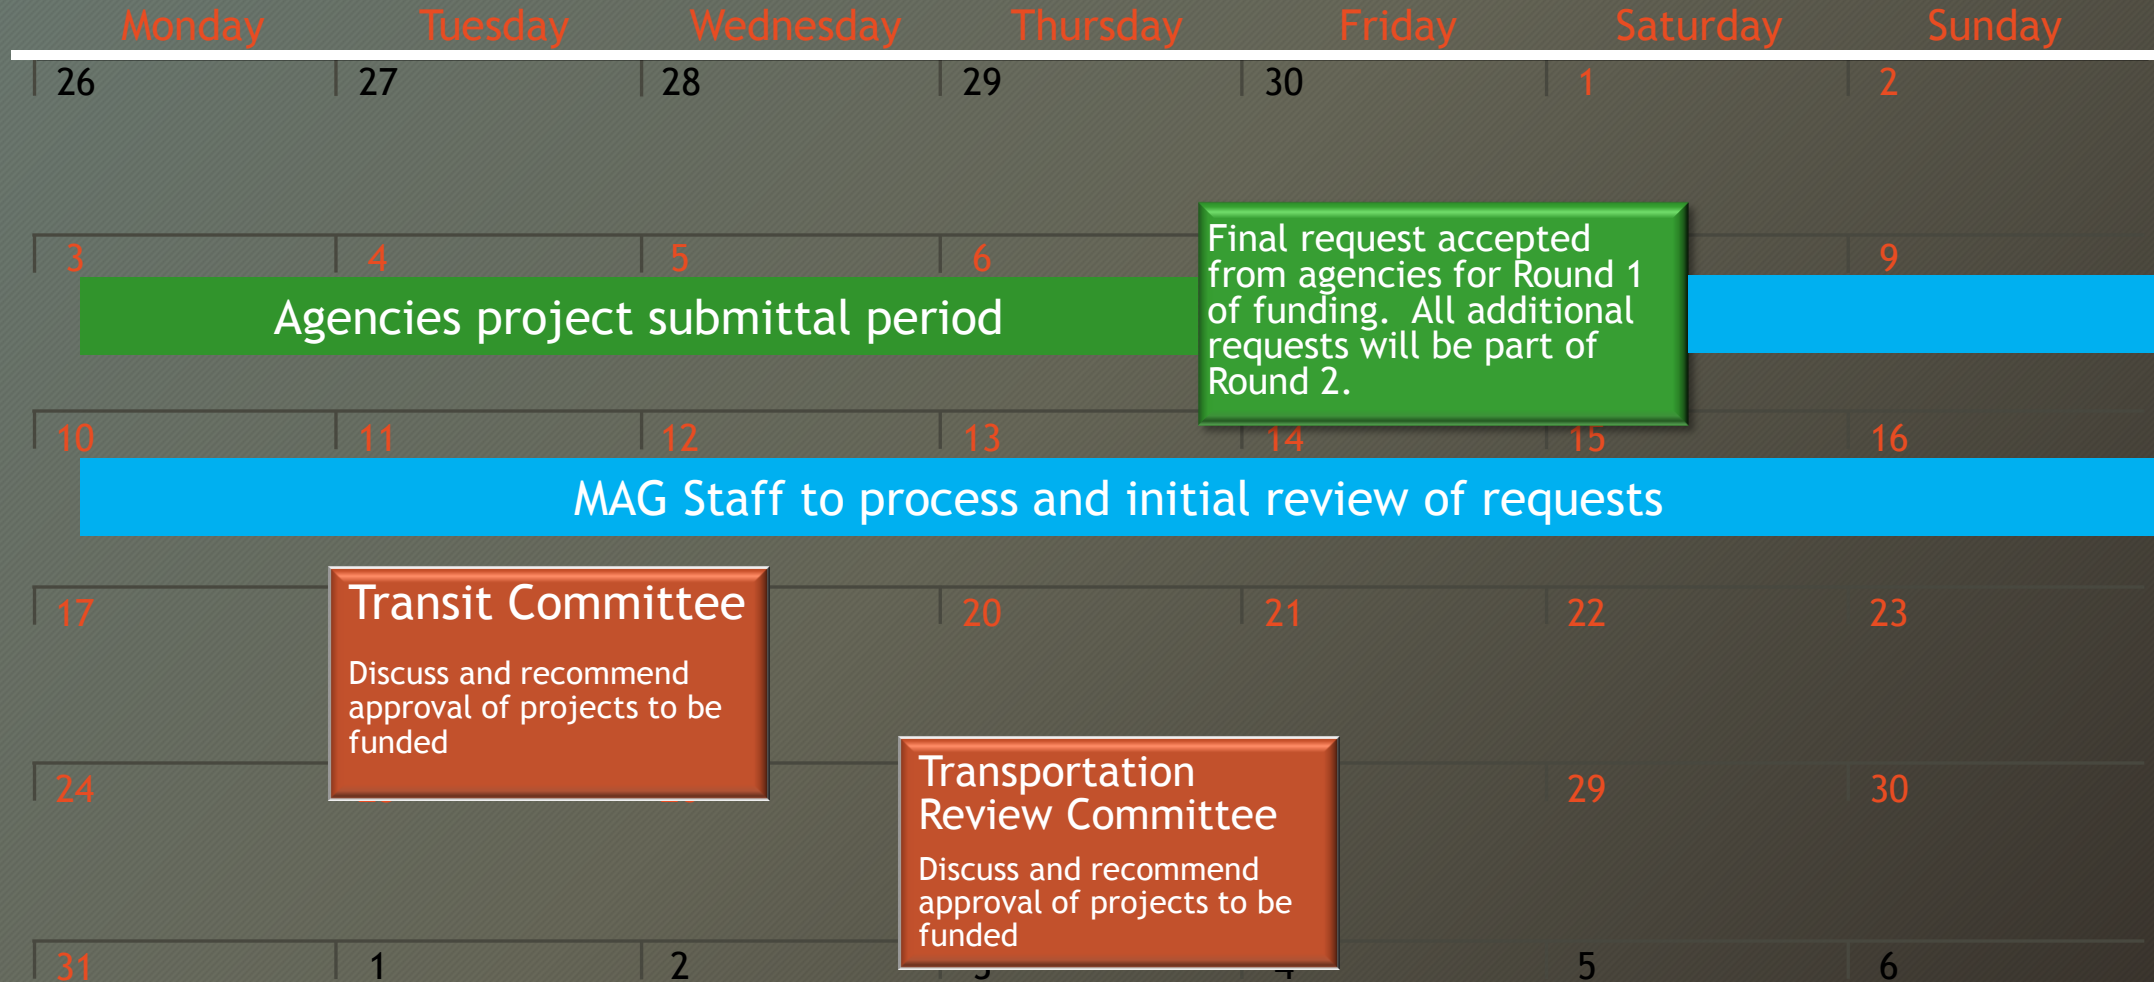 Monday Tuesday Wednesday Thursday Friday Saturday Sunday
26 27 28 29 30 1 2
3 4 5 6 9
Agencies project submittal period
Final request accepted
from agencies for Round 1
of funding.  All additional
requests will be part of
Round 2.
10 11 12 13 14 15 16
MAG Staff to process and initial review of requests
17 20 21 22 23
Transit Committee
Discuss and recommend
approval of projects to be
funded
24 29 30
Transportation
Review Committee
Discuss and recommend
approval of projects to be
funded
31 1 2 5 6